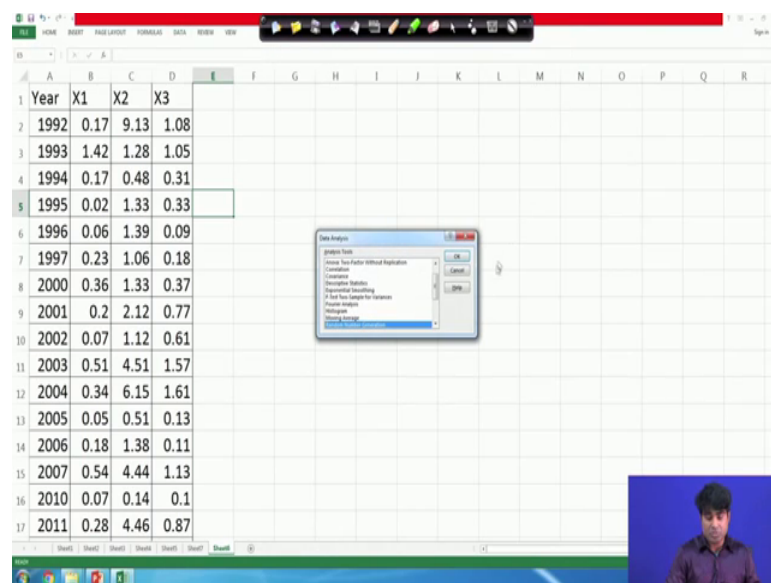 FILE HOME INSERT PAGE LAYOUT FORMULAS DATA REVIEW VIEW Sign in
A B C D E F G H I J K L M N O P Q R
1 Year X1 X2 X3
2 1992 0.17 9.13 1.08
3 1993 1.42 1.28 1.05
4 1994 0.17 0.48 0.31
5 1995 0.02 1.33 0.33
6 1996 0.06 1.39 0.09
7 1997 0.23 1.06 0.18
8 2000 0.36 1.33 0.37
9 2001 0.2 2.12 0.77
10 2002 0.07 1.12 0.61
11 2003 0.51 4.51 1.57
12 2004 0.34 6.15 1.61
13 2005 0.05 0.51 0.13
14 2006 0.18 1.38 0.11
15 2007 0.54 4.44 1.13
16 2010 0.07 0.14 0.1
17 2011 0.28 4.46 0.87
Data Analysis
Analysis Tools
Anova: Two-Factor Without Replication
Correlation
Covariance
Descriptive Statistics
Exponential Smoothing
F-Test Two-Sample for Variances
Fourier Analysis
Histogram
Moving Average
Random Number Generation
OK
Cancel
Help
Sheet1 Sheet2 Sheet3 Sheet4 Sheet5 Sheet7 Sheet8
READY